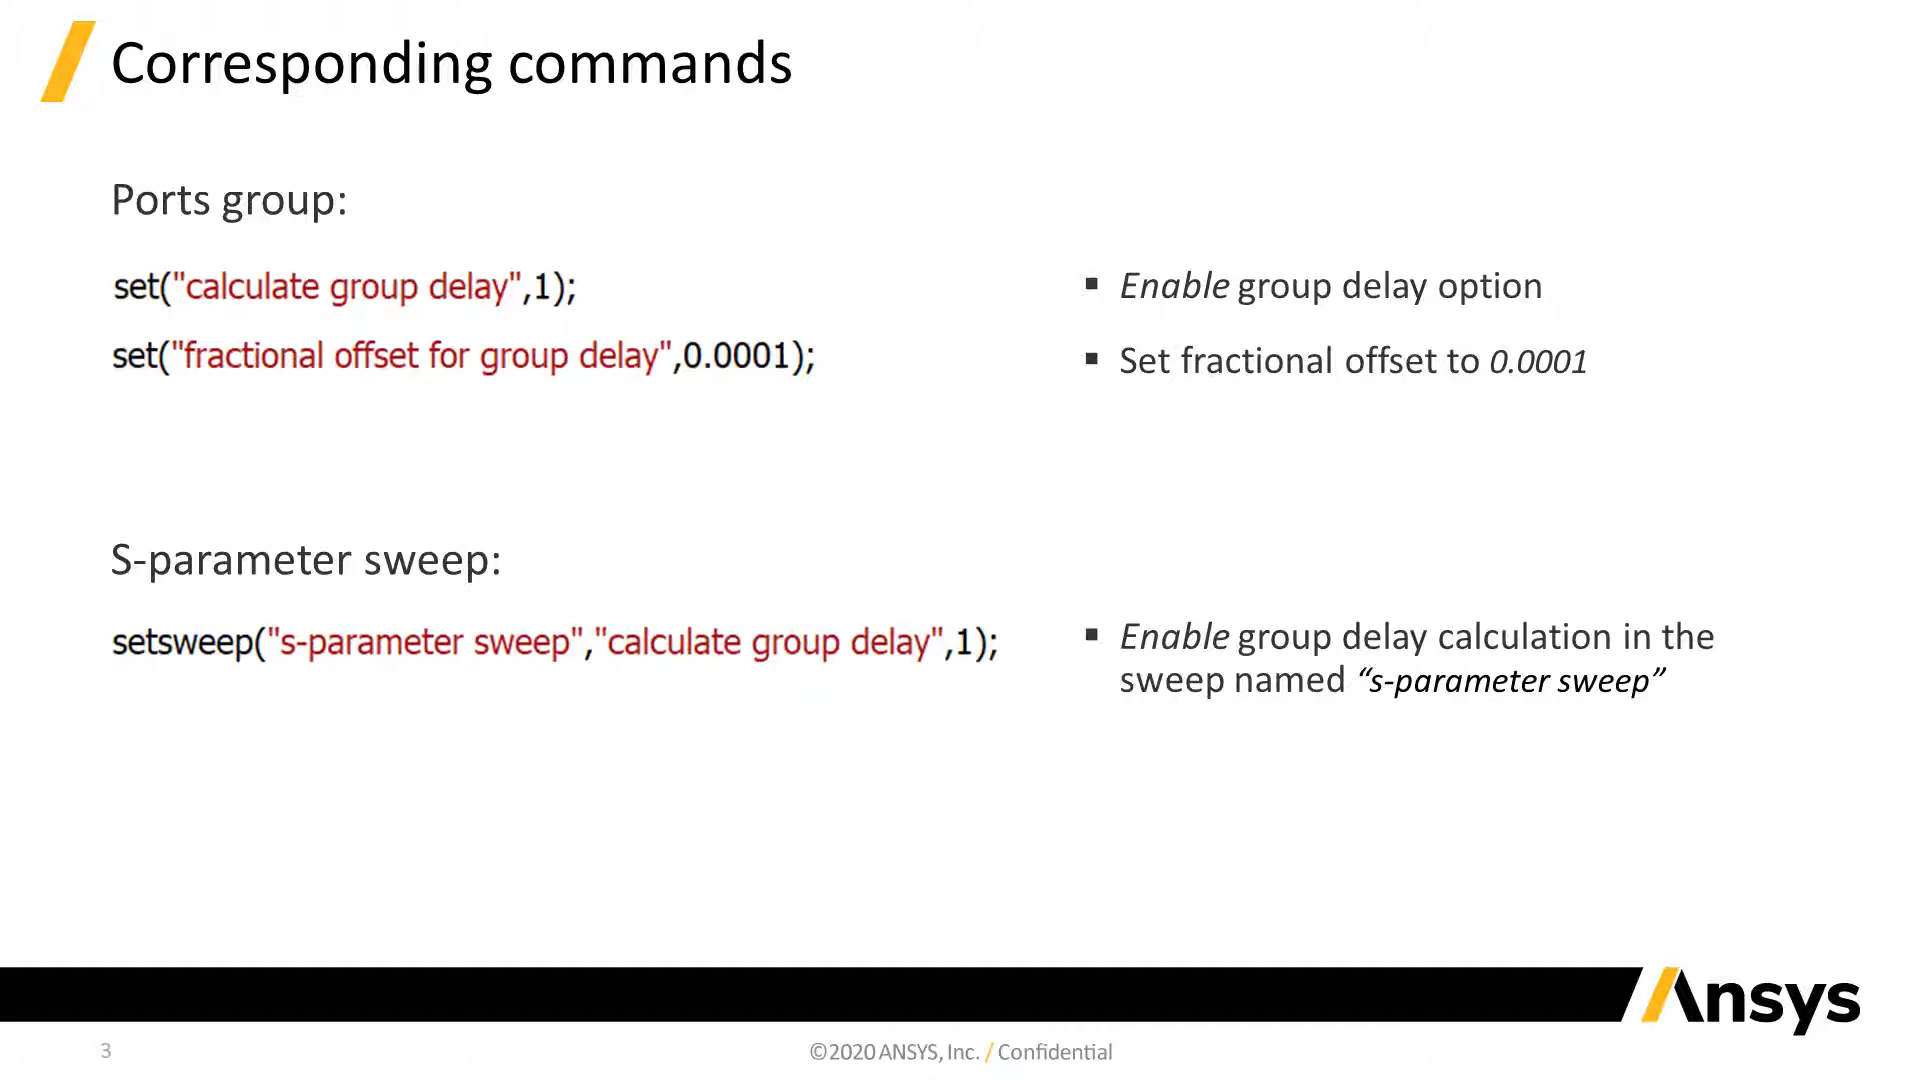 Corresponding commands
Ports group:
set("calculate group delay",1);
▪ Enable group delay option
set("fractional offset for group delay",0.0001);
▪ Set fractional offset to 0.0001
S-parameter sweep:
setsweep("s-parameter sweep","calculate group delay",1);
▪ Enable group delay calculation in the
sweep named “s-parameter sweep”
Ansys
3
©2020 ANSYS, Inc. / Confidential